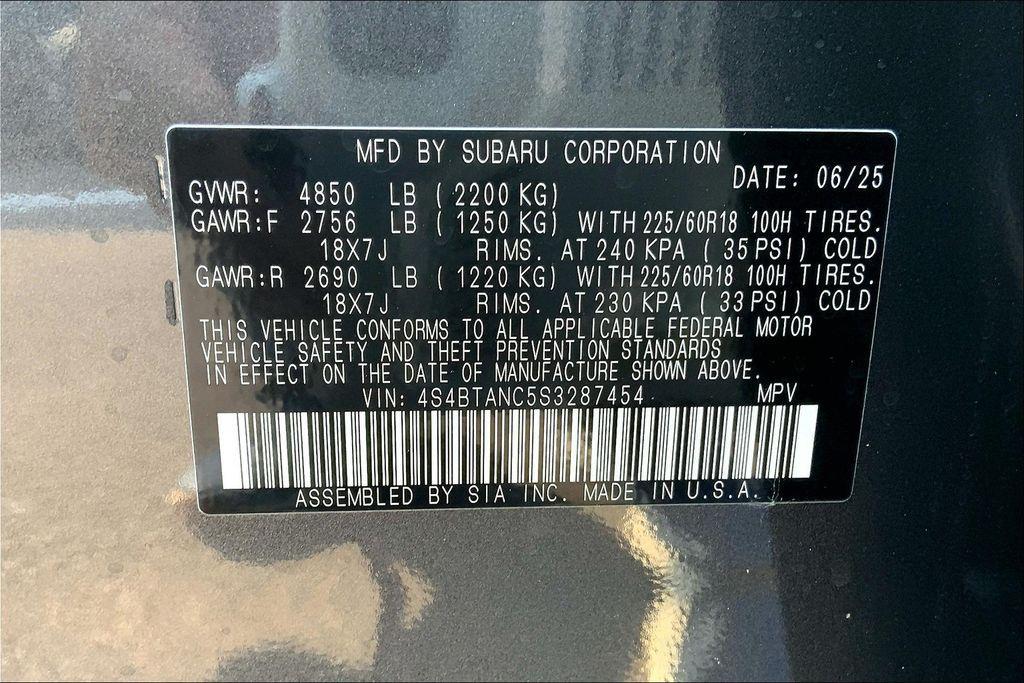 MFD BY SUBARU CORPORATION
DATE: 06/25
GVWR: 4850 LB ( 2200 KG)
GAWR:F 2756 LB ( 1250 KG) WITH 225/60R18 100H TIRES.
18X7J RIMS. AT 240 KPA ( 35 PSI) COLD
GAWR:R 2690 LB ( 1220 KG) WITH 225/60R18 100H TIRES.
18X7J RIMS. AT 230 KPA ( 33 PSI) COLD
THIS VEHICLE CONFORMS TO ALL APPLICABLE FEDERAL MOTOR
VEHICLE SAFETY AND THEFT PREVENTION STANDARDS
IN EFFECT ON THE DATE OF MANUFACTURE SHOWN ABOVE.
VIN: 4S4BTANC5S3287454 MPV
ASSEMBLED BY SIA INC. MADE IN U.S.A.